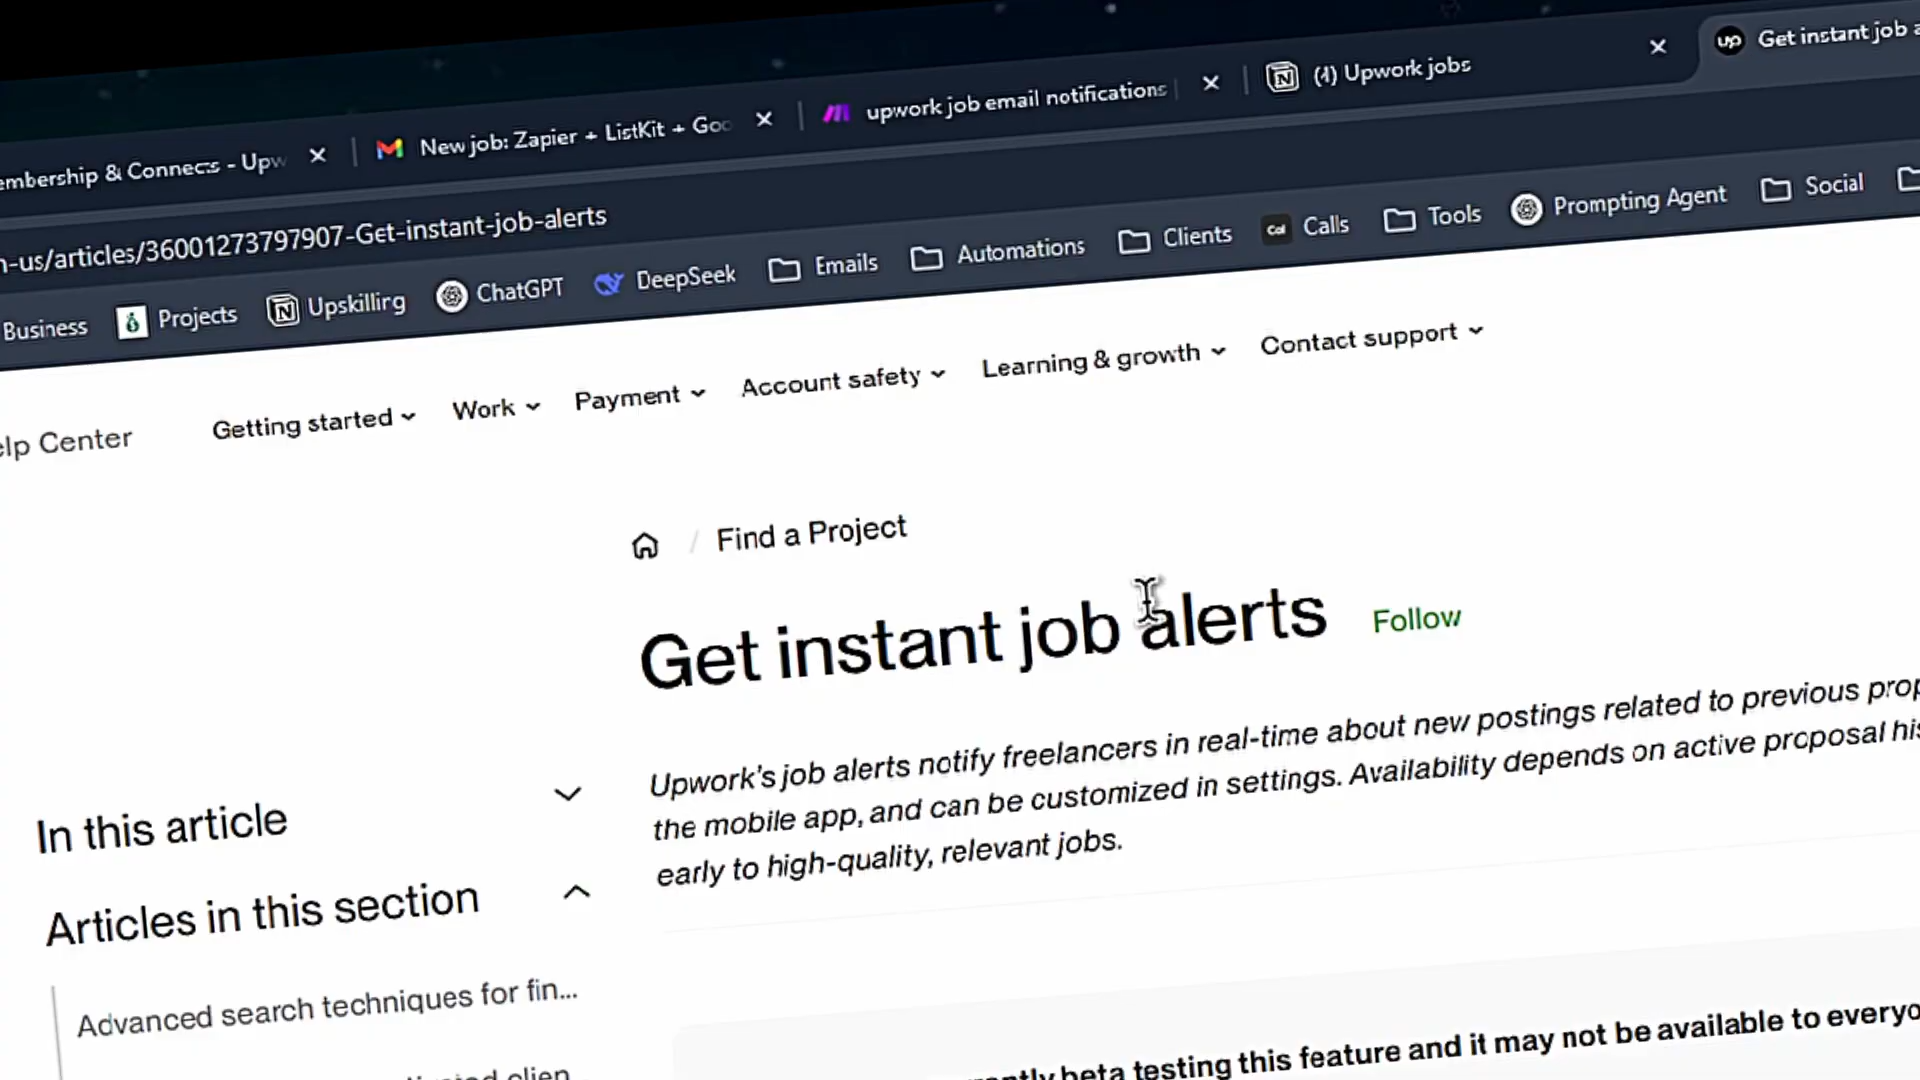 embership & Connects - Upw
New job: Zapier + ListKit + Goo
upwork job email notifications
(4) Upwork jobs
up
Get instant job a
n-us/articles/36001273797907-Get-instant-job-alerts
Business
Projects
Upskilling
ChatGPT
DeepSeek
Emails
Automations
Clients
Cal
Calls
Tools
Prompting Agent
Social
elp Center
Getting started
Work
Payment
Account safety
Learning & growth
Contact support
/ Find a Project
Get instant job alerts
Follow
Upwork's job alerts notify freelancers in real-time about new postings related to previous prop
the mobile app, and can be customized in settings. Availability depends on active proposal his
early to high-quality, relevant jobs.
In this article
Articles in this section
Advanced search techniques for fin...
ently beta testing this feature and it may not be available to everyo